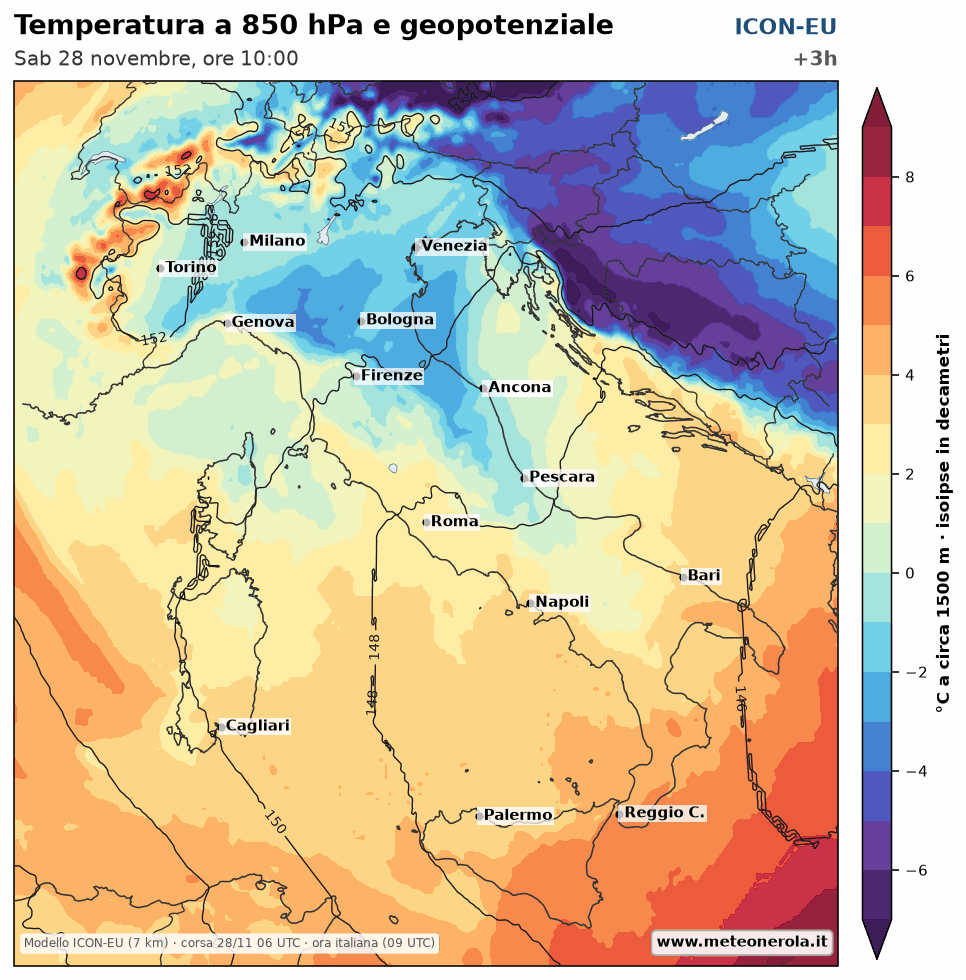 Temperatura a 850 hPa e geopotenziale
ICON-EU
Sab 28 novembre, ore 10:00
+3h
152
152
Milano
Venezia
Torino
152
Genova
Bologna
Firenze
Ancona
Pescara
Roma
Bari
Napoli
148
148
146
Cagliari
150
Palermo
Reggio C.
8
6
4
2
0
−2
−4
−6
°C a circa 1500 m · isoipse in decametri
Modello ICON-EU (7 km) · corsa 28/11 06 UTC · ora italiana (09 UTC)
www.meteonerola.it